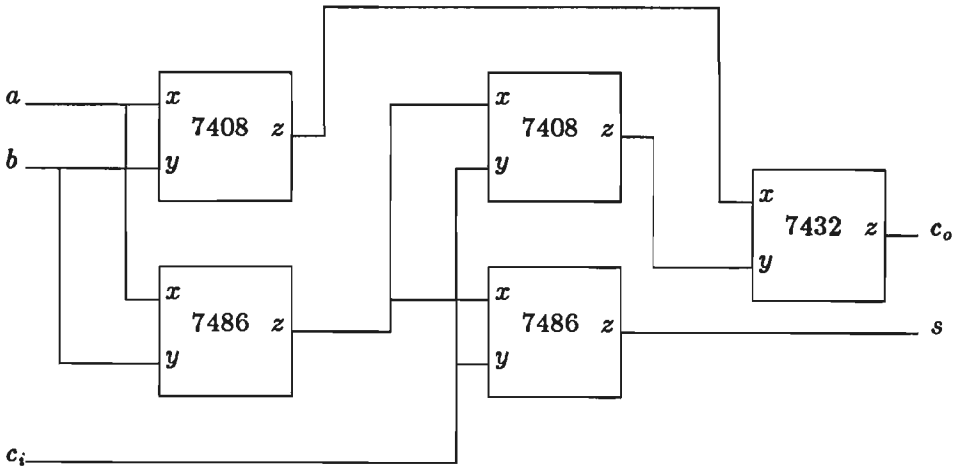 a x 7408 z x 7408 z
b y y
x 7432 z c_o
y
x 7486 z x 7486 z s
y y
c_i